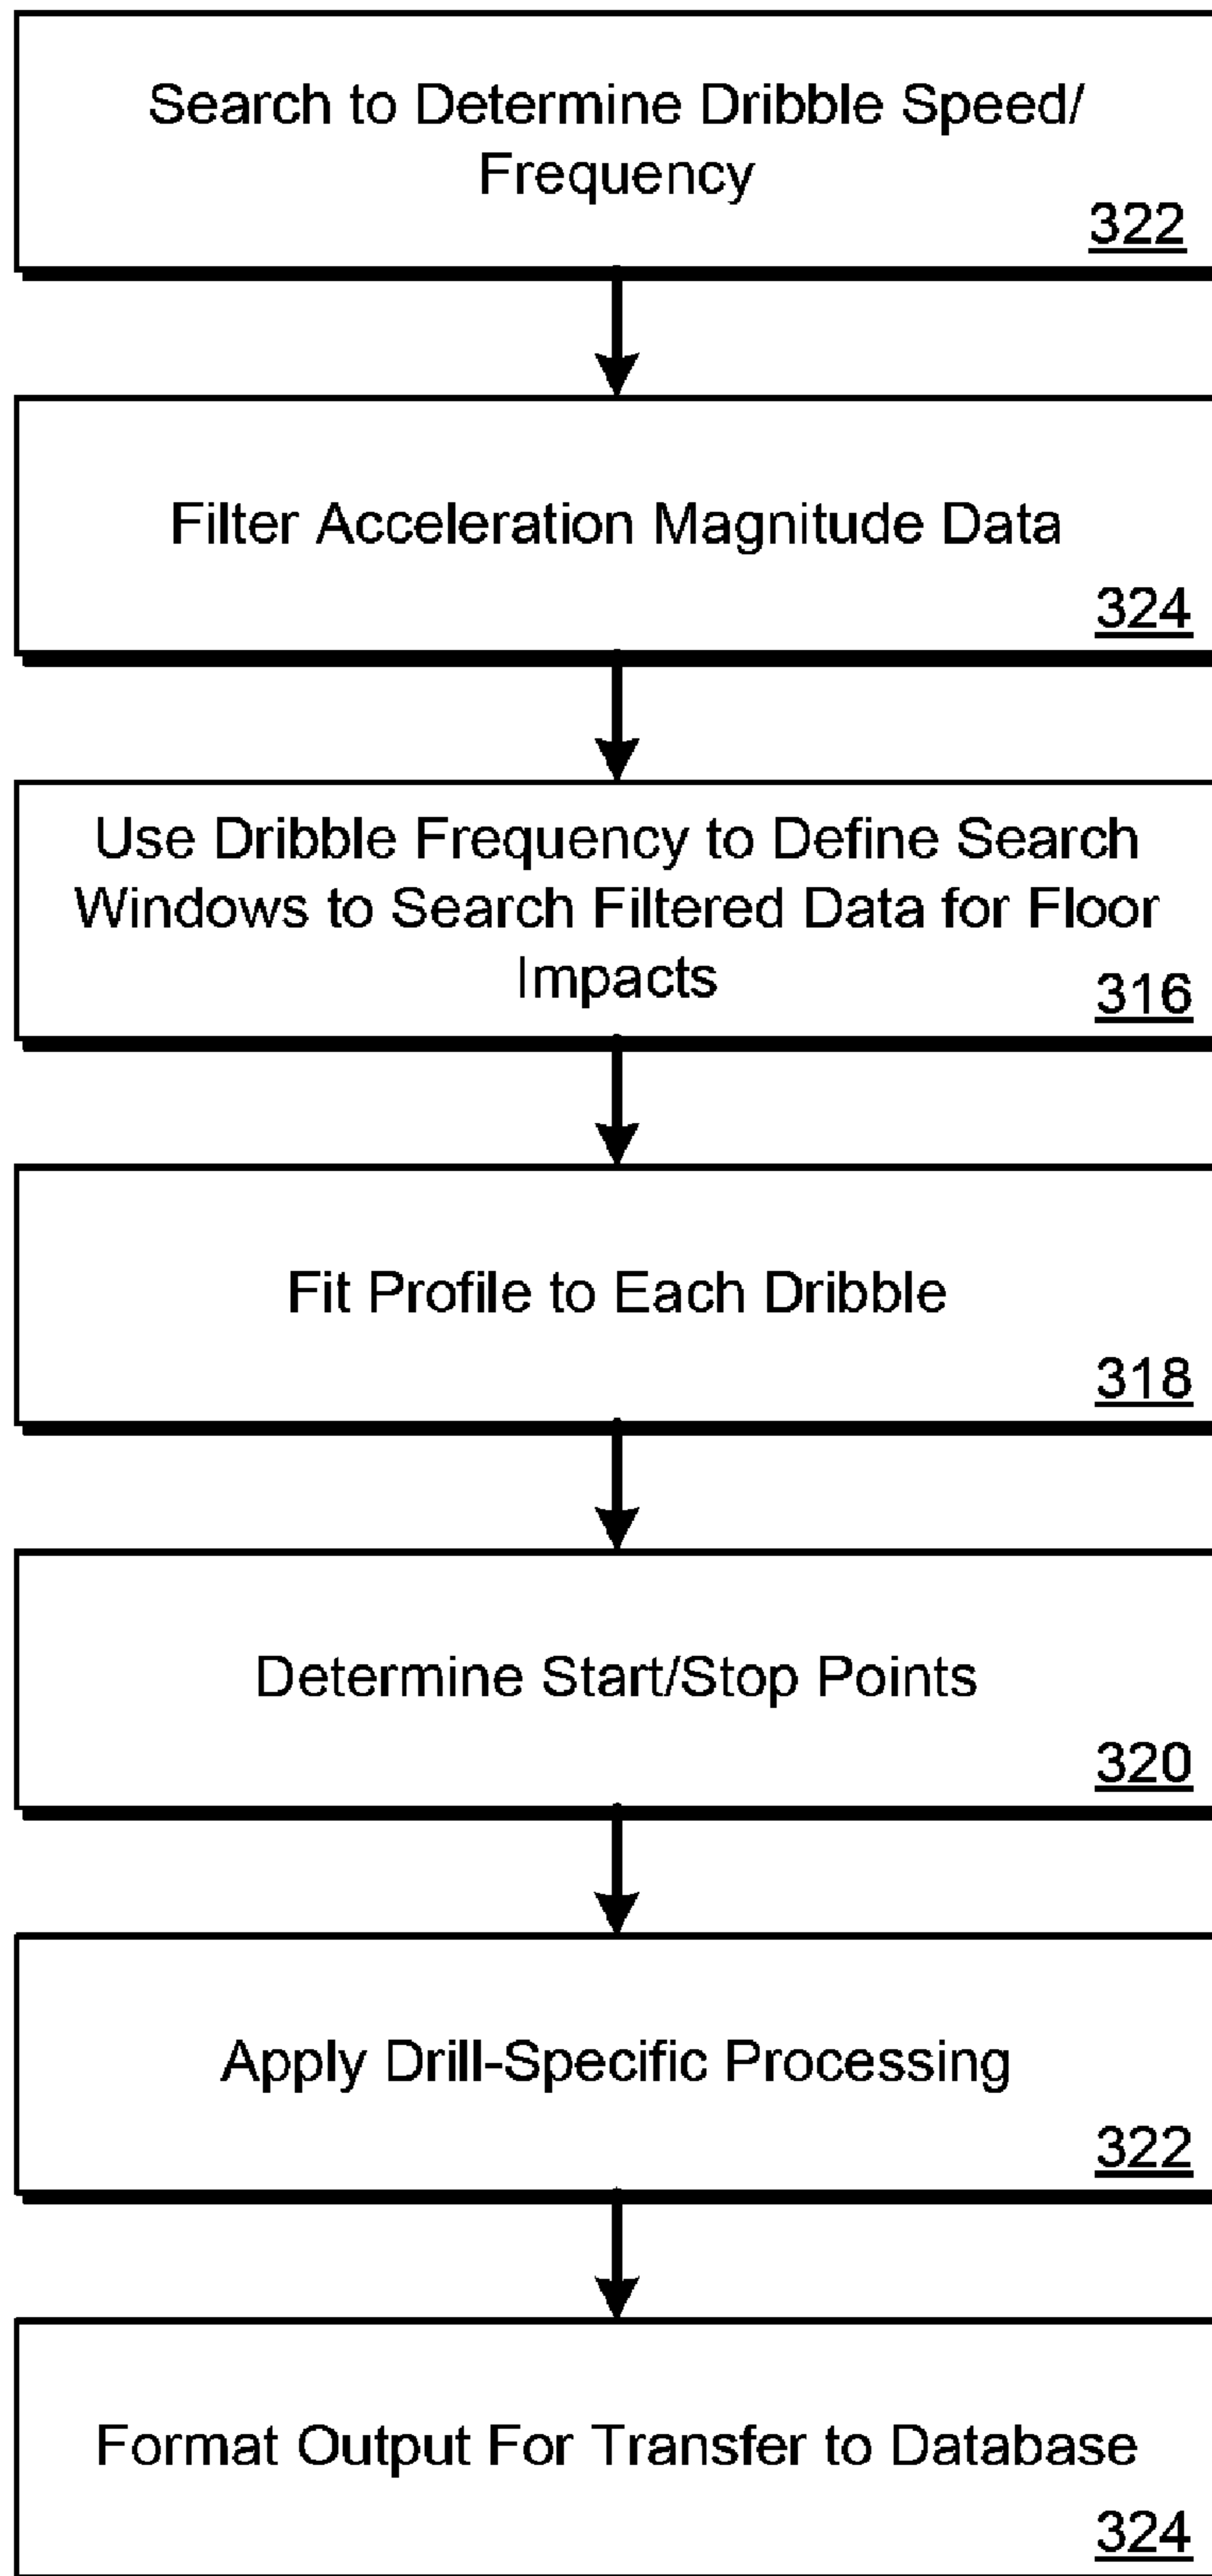 Search to Determine Dribble Speed/
Frequency
322
Filter Acceleration Magnitude Data
324
Use Dribble Frequency to Define Search
Windows to Search Filtered Data for Floor
Impacts
316
Fit Profile to Each Dribble
318
Determine Start/Stop Points
320
Apply Drill-Specific Processing
322
Format Output For Transfer to Database
324